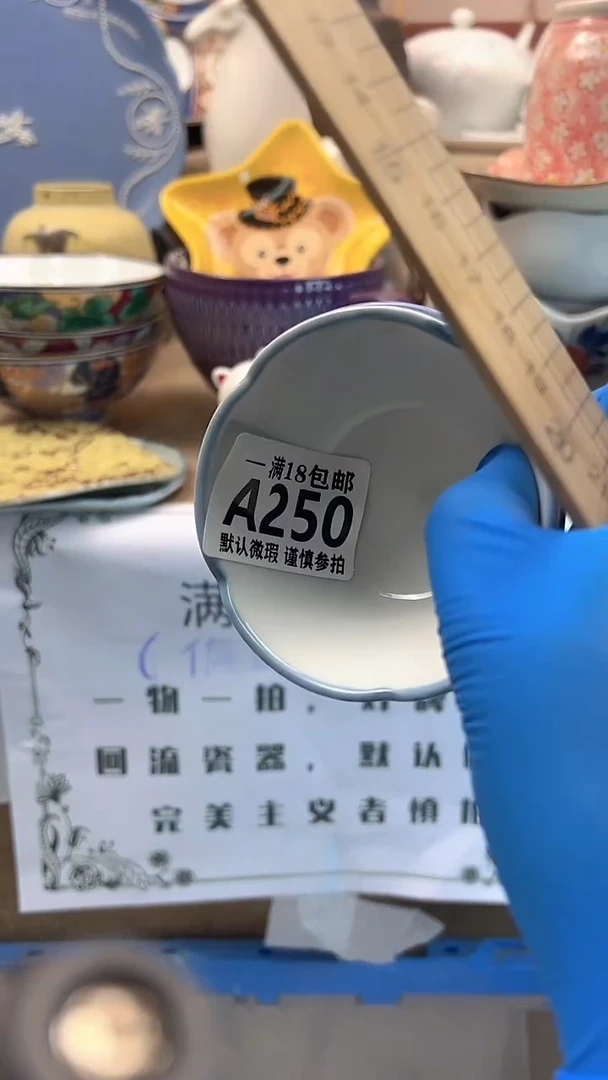 一满18包邮
A250
默认微瑕 谨慎参拍
满
一物一拍，
回流瓷器，默认
完美主义者慎拍